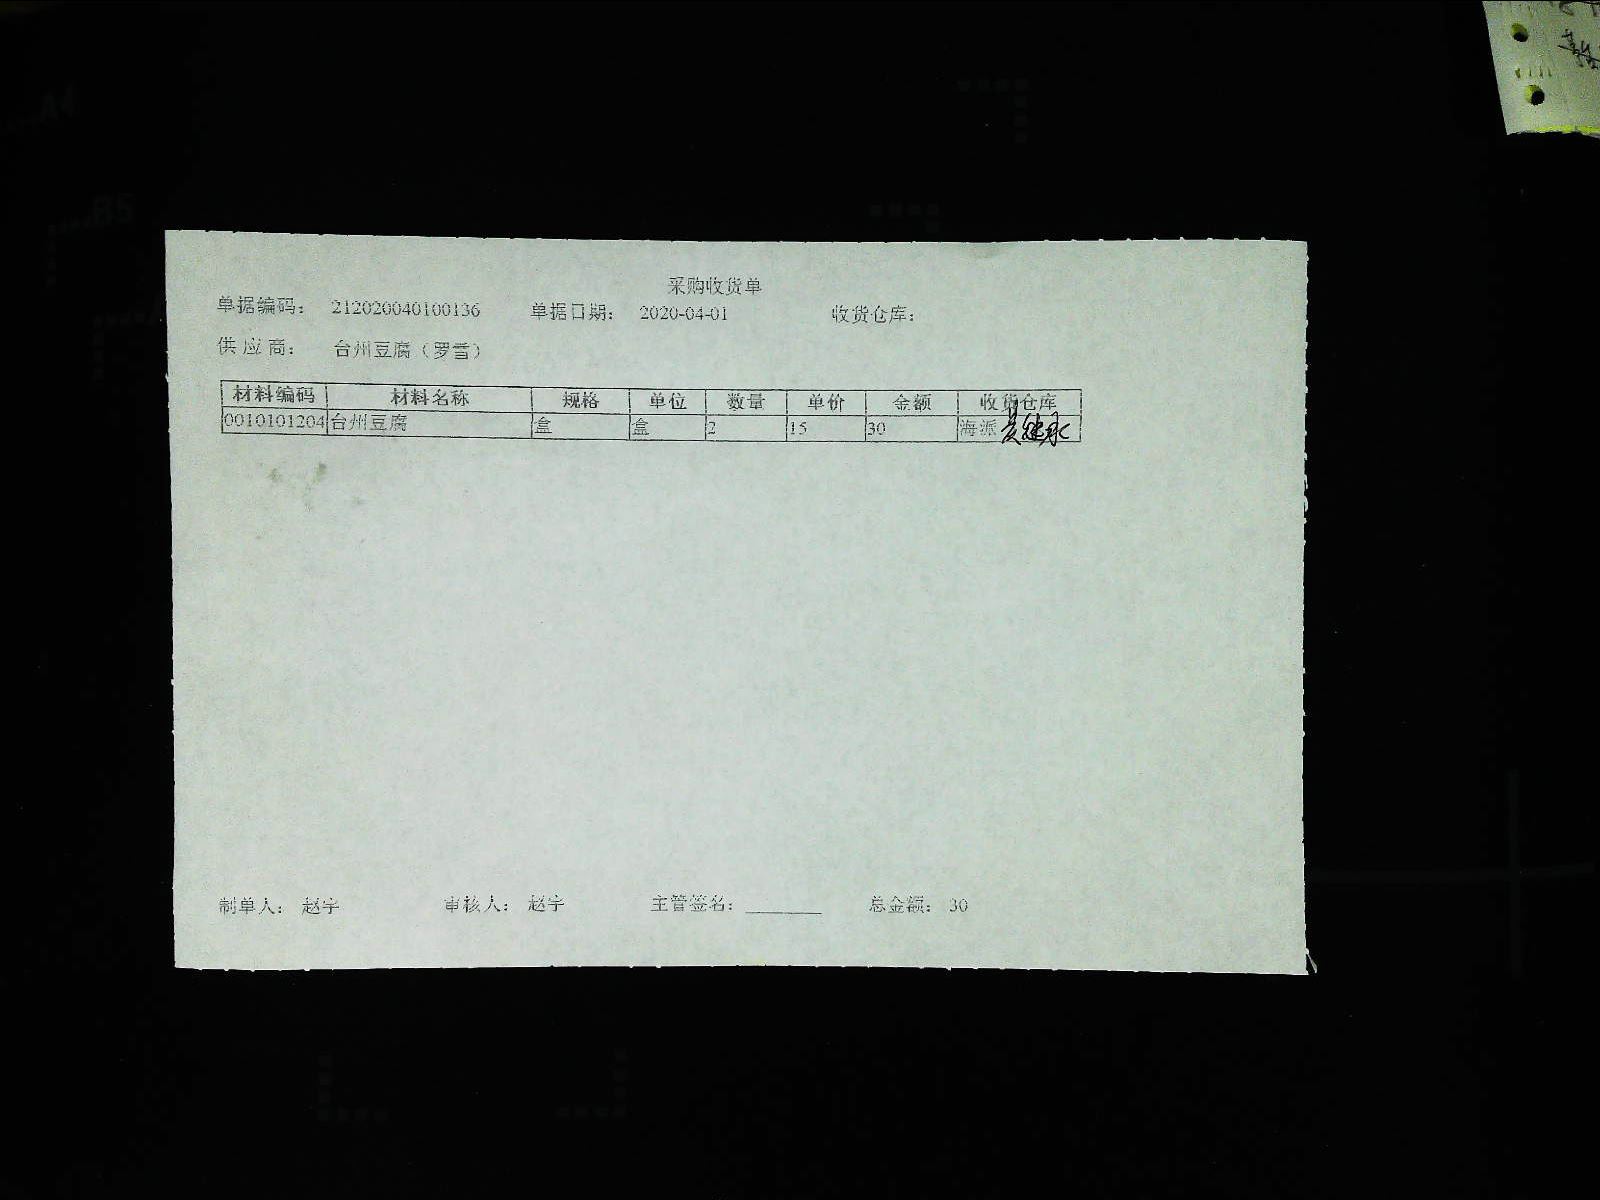 采购收货单
单据编码： 212020040100136 单据日期： 2020-04-01 收货仓库：
供 应 商： 台州豆腐（罗雪）
材料编码 材料名称 规格 单位 数量 单价 金额 收货仓库
0010101204 台州豆腐 盒 盒 2 15 30 海派
制单人： 赵宇 审核人： 赵宇 主管签名： 总金额： 30
A4
B5